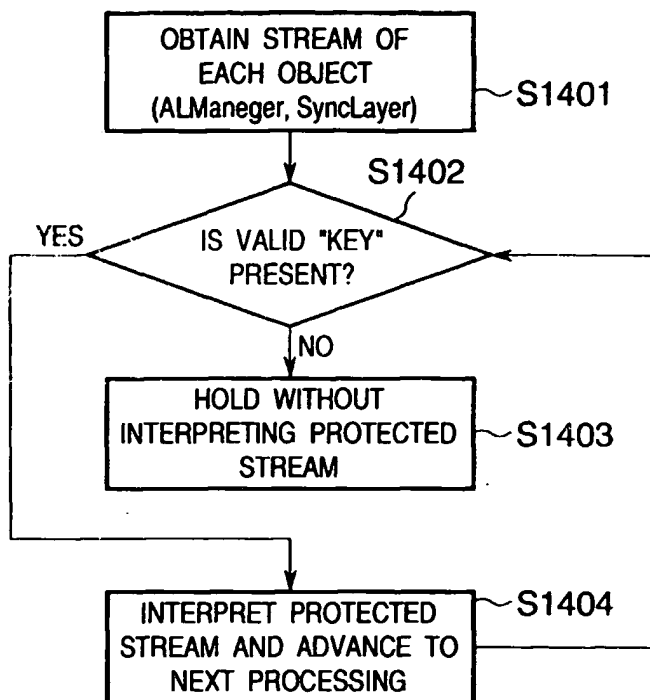 OBTAIN STREAM OF
EACH OBJECT
(ALManeger, SyncLayer)
S1401
S1402
YES
IS VALID "KEY"
PRESENT?
NO
HOLD WITHOUT
INTERPRETING PROTECTED
STREAM
S1403
S1404
INTERPRET PROTECTED
STREAM AND ADVANCE TO
NEXT PROCESSING